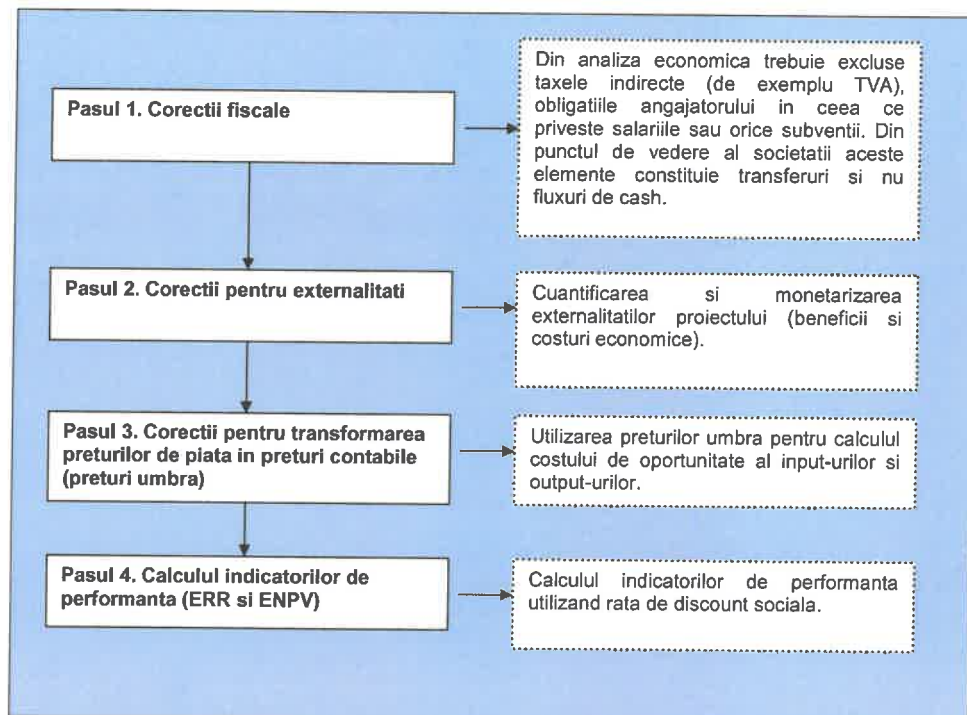 Pasul 1. Corectii fiscale
Din analiza economica trebuie excluse
taxele indirecte (de exemplu TVA),
obligatiile angajatorului in ceea ce
priveste salariile sau orice subventii. Din
punctul de vedere al societatii aceste
elemente constituie transferuri si nu
fluxuri de cash.
Pasul 2. Corectii pentru externalitati
Cuantificarea si monetarizarea
externalitatilor proiectului (beneficii si
costuri economice).
Pasul 3. Corectii pentru transformarea
preturilor de piata in preturi contabile
(preturi umbra)
Utilizarea preturilor umbra pentru calculul
costului de oportunitate al input-urilor si
output-urilor.
Pasul 4. Calculul indicatorilor de
performanta (ERR si ENPV)
Calculul indicatorilor de performanta
utilizand rata de discount sociala.